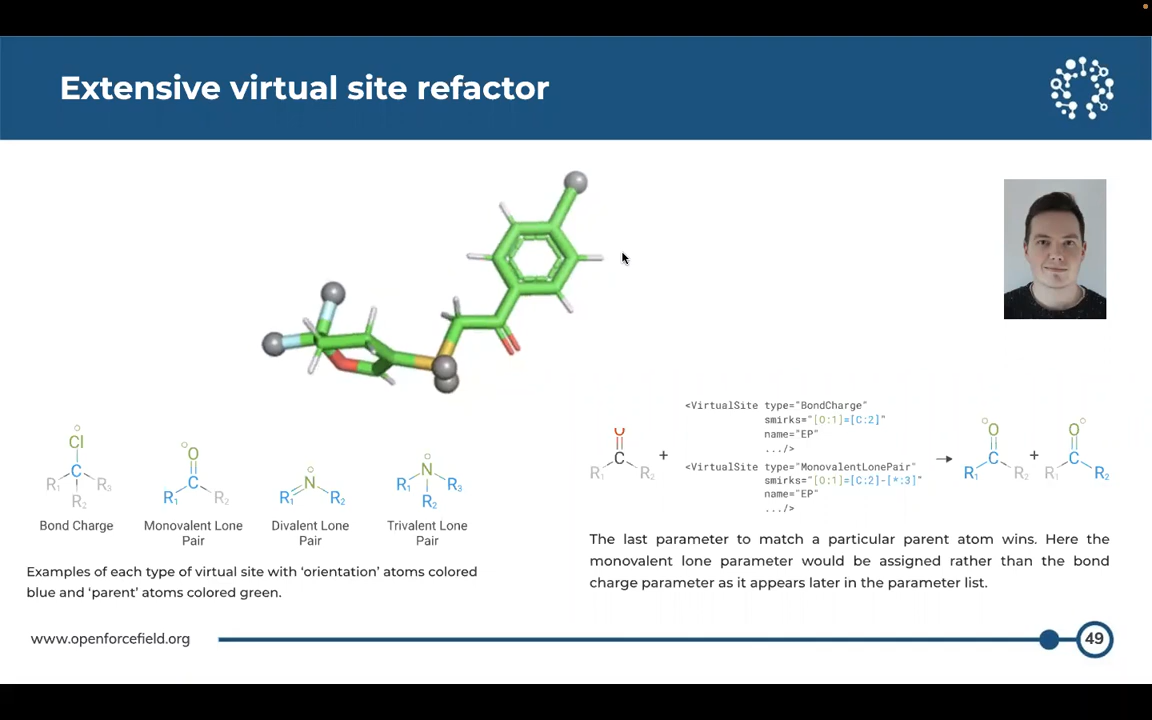 Extensive virtual site refactor
Cl
C
R₁
R₃
R₂
Bond Charge
O
C
R₁
R₂
Monovalent Lone
Pair
N
R₁
R₂
Divalent Lone
Pair
N
R₁
R₃
R₂
Trivalent Lone
Pair
Examples of each type of virtual site with ‘orientation’ atoms colored
blue and ‘parent’ atoms colored green.
O
C
R₁
R₂
+
<VirtualSite type="BondCharge"
smirks="[O:1]=[C:2]"
name="EP"
.../>
<VirtualSite type="MonovalentLonePair"
smirks="[O:1]=[C:2]-[*:3]"
name="EP"
.../>
O
C
R₁
R₂
+
O
C
R₁
R₂
The last parameter to match a particular parent atom wins. Here the
monovalent lone parameter would be assigned rather than the bond
charge parameter as it appears later in the parameter list.
www.openforcefield.org
49